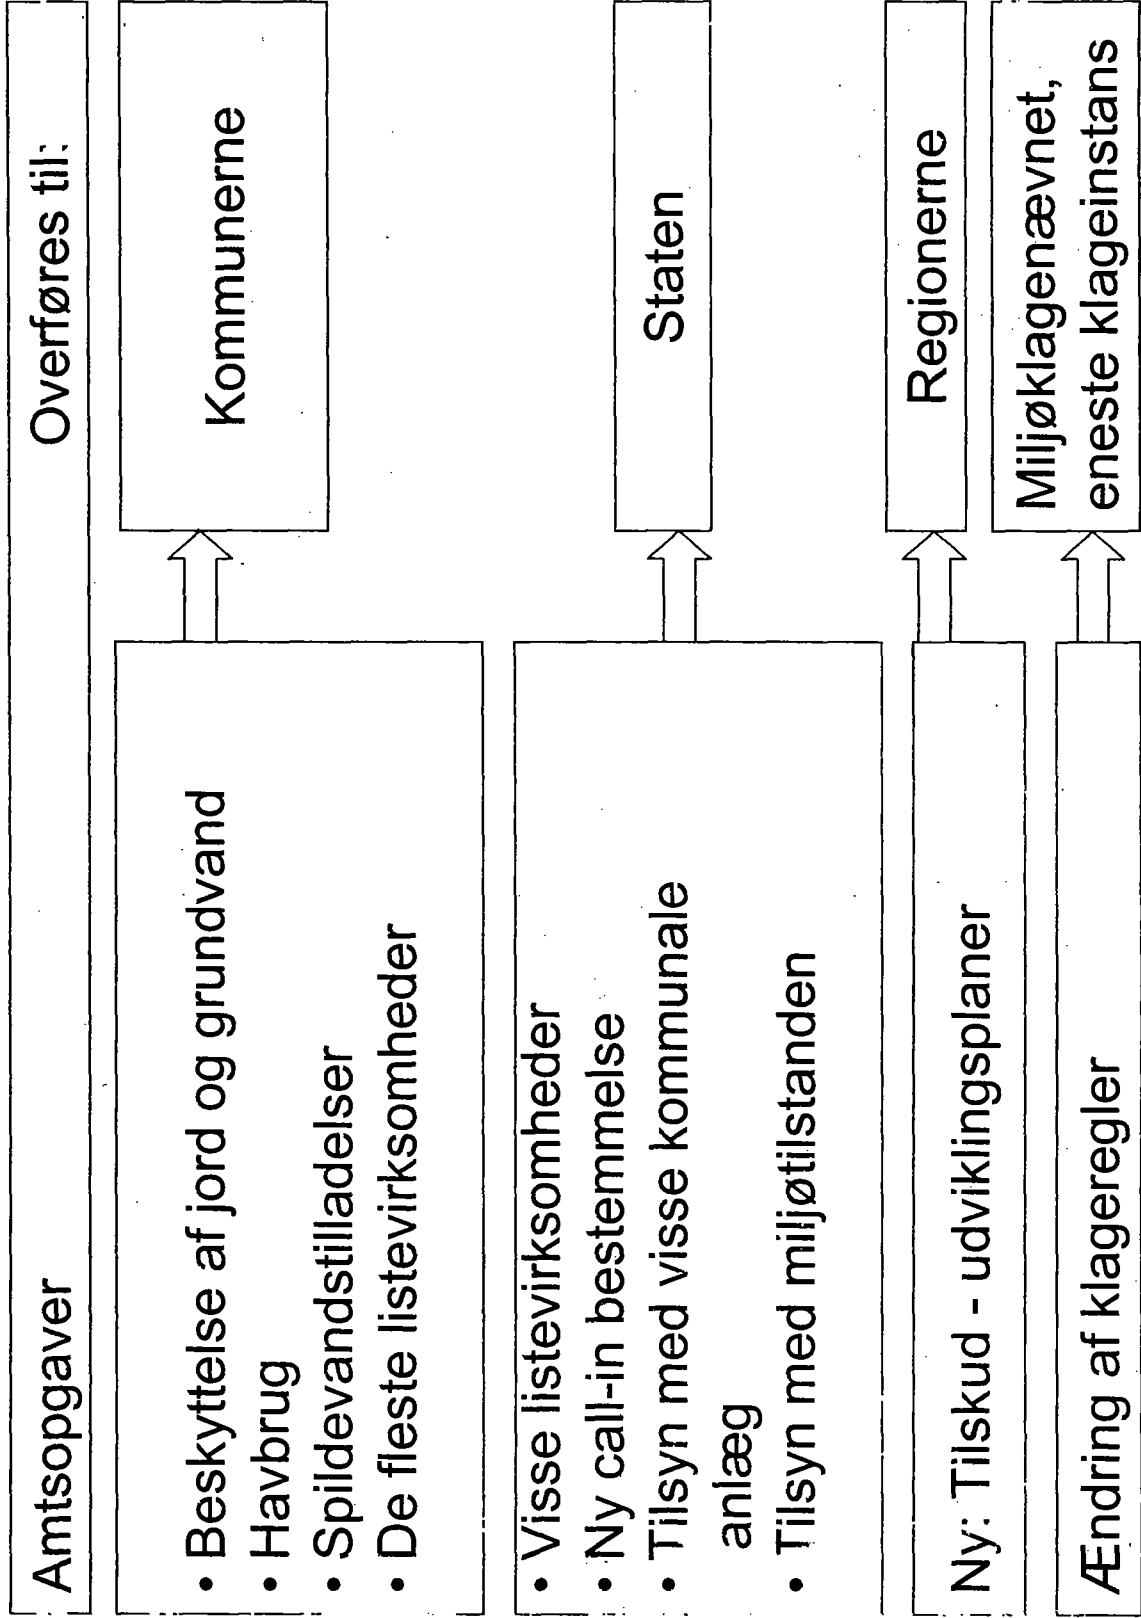 Amtsopgaver
Overføres til:
• Beskyttelse af jord og grundvand
• Havbrug
• Spildevandstilladelser
• De fleste listevirksomheder
Kommunerne
• Visse listevirksomheder
• Ny call-in bestemmelse
• Tilsyn med visse kommunale
anlæg
• Tilsyn med miljøtilstanden
Staten
Ny: Tilskud - udviklingsplaner
Regionerne
Ændring af klageregler
Miljøklagenævnet,
eneste klageinstans